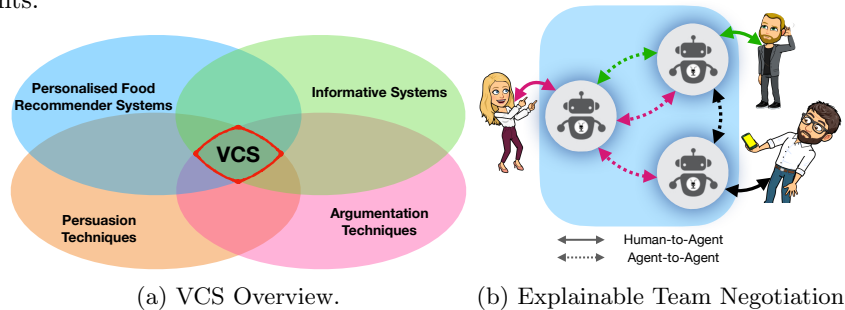 nts.
Personalised Food
Recommender Systems
Informative Systems
VCS
Persuasion
Techniques
Argumentation
Techniques
Human-to-Agent
Agent-to-Agent
(a) VCS Overview.
(b) Explainable Team Negotiation